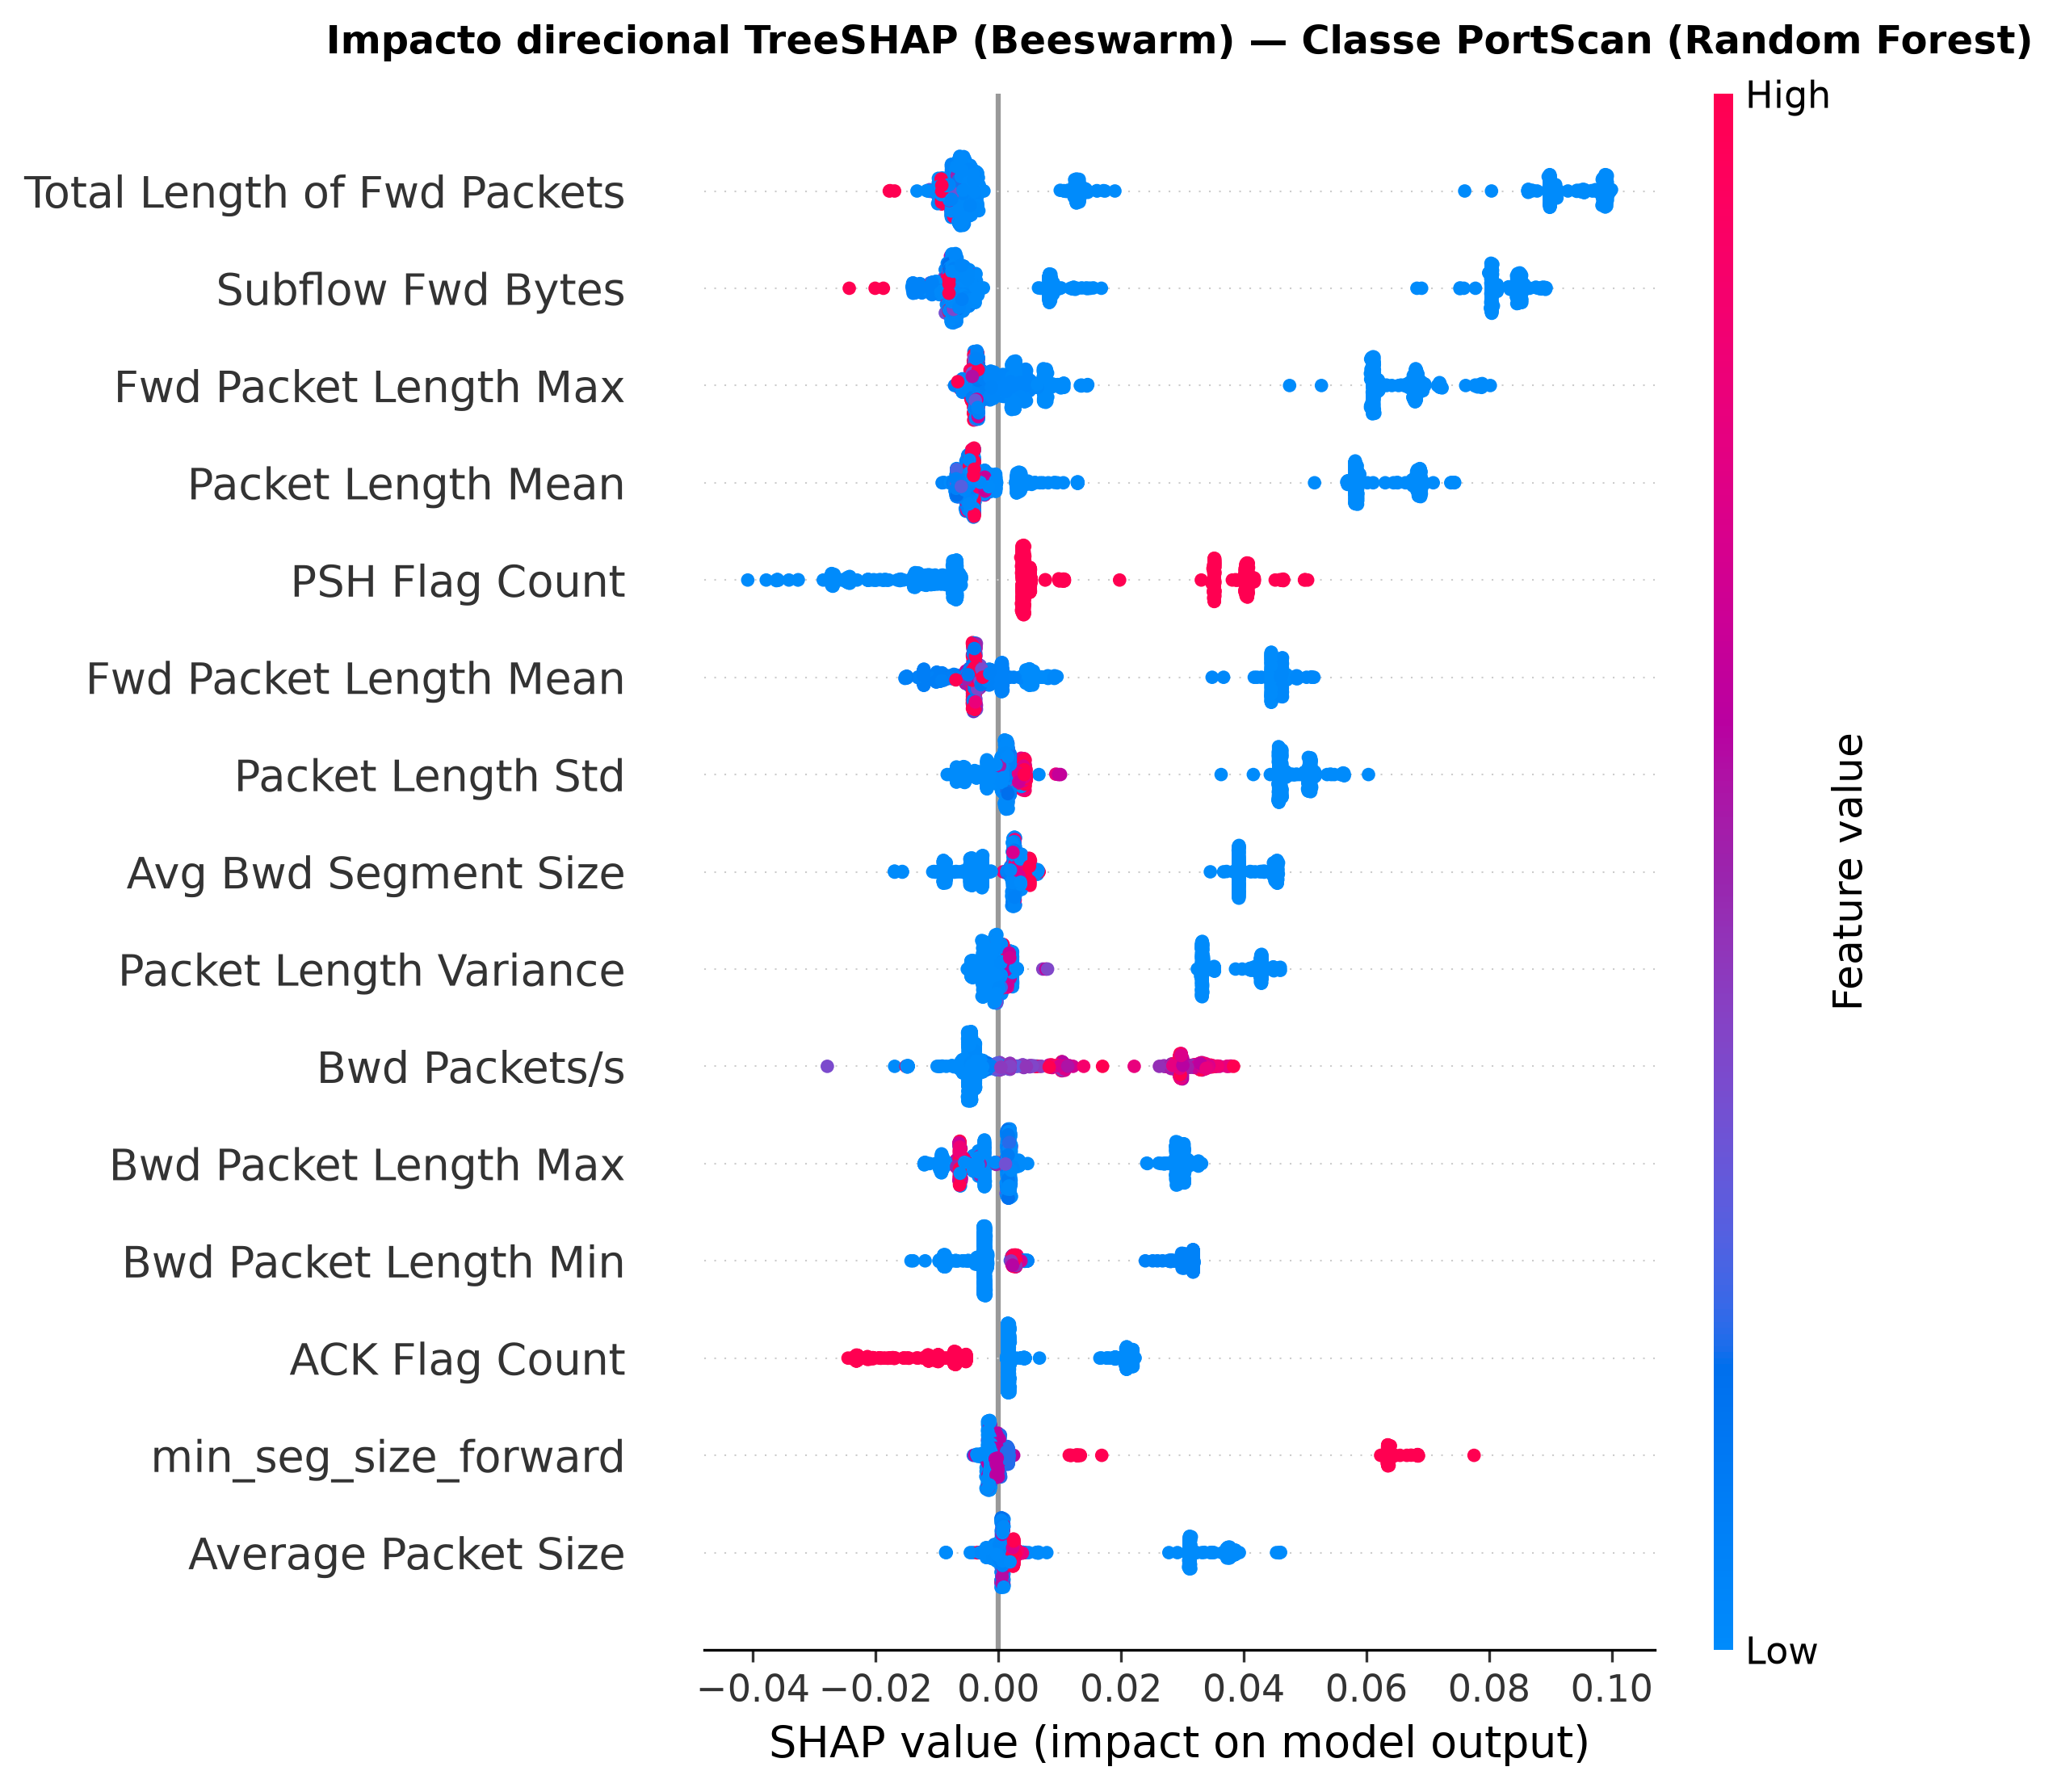 Impacto direcional TreeSHAP (Beeswarm) — Classe PortScan (Random Forest)
High
Total Length of Fwd Packets
Subflow Fwd Bytes
Fwd Packet Length Max
Packet Length Mean
PSH Flag Count
Fwd Packet Length Mean
Packet Length Std
Avg Bwd Segment Size
Packet Length Variance
Bwd Packets/s
Bwd Packet Length Max
Bwd Packet Length Min
ACK Flag Count
min_seg_size_forward
Average Packet Size
Feature value
Low
−0.04 −0.02 0.00 0.02 0.04 0.06 0.08 0.10
SHAP value (impact on model output)